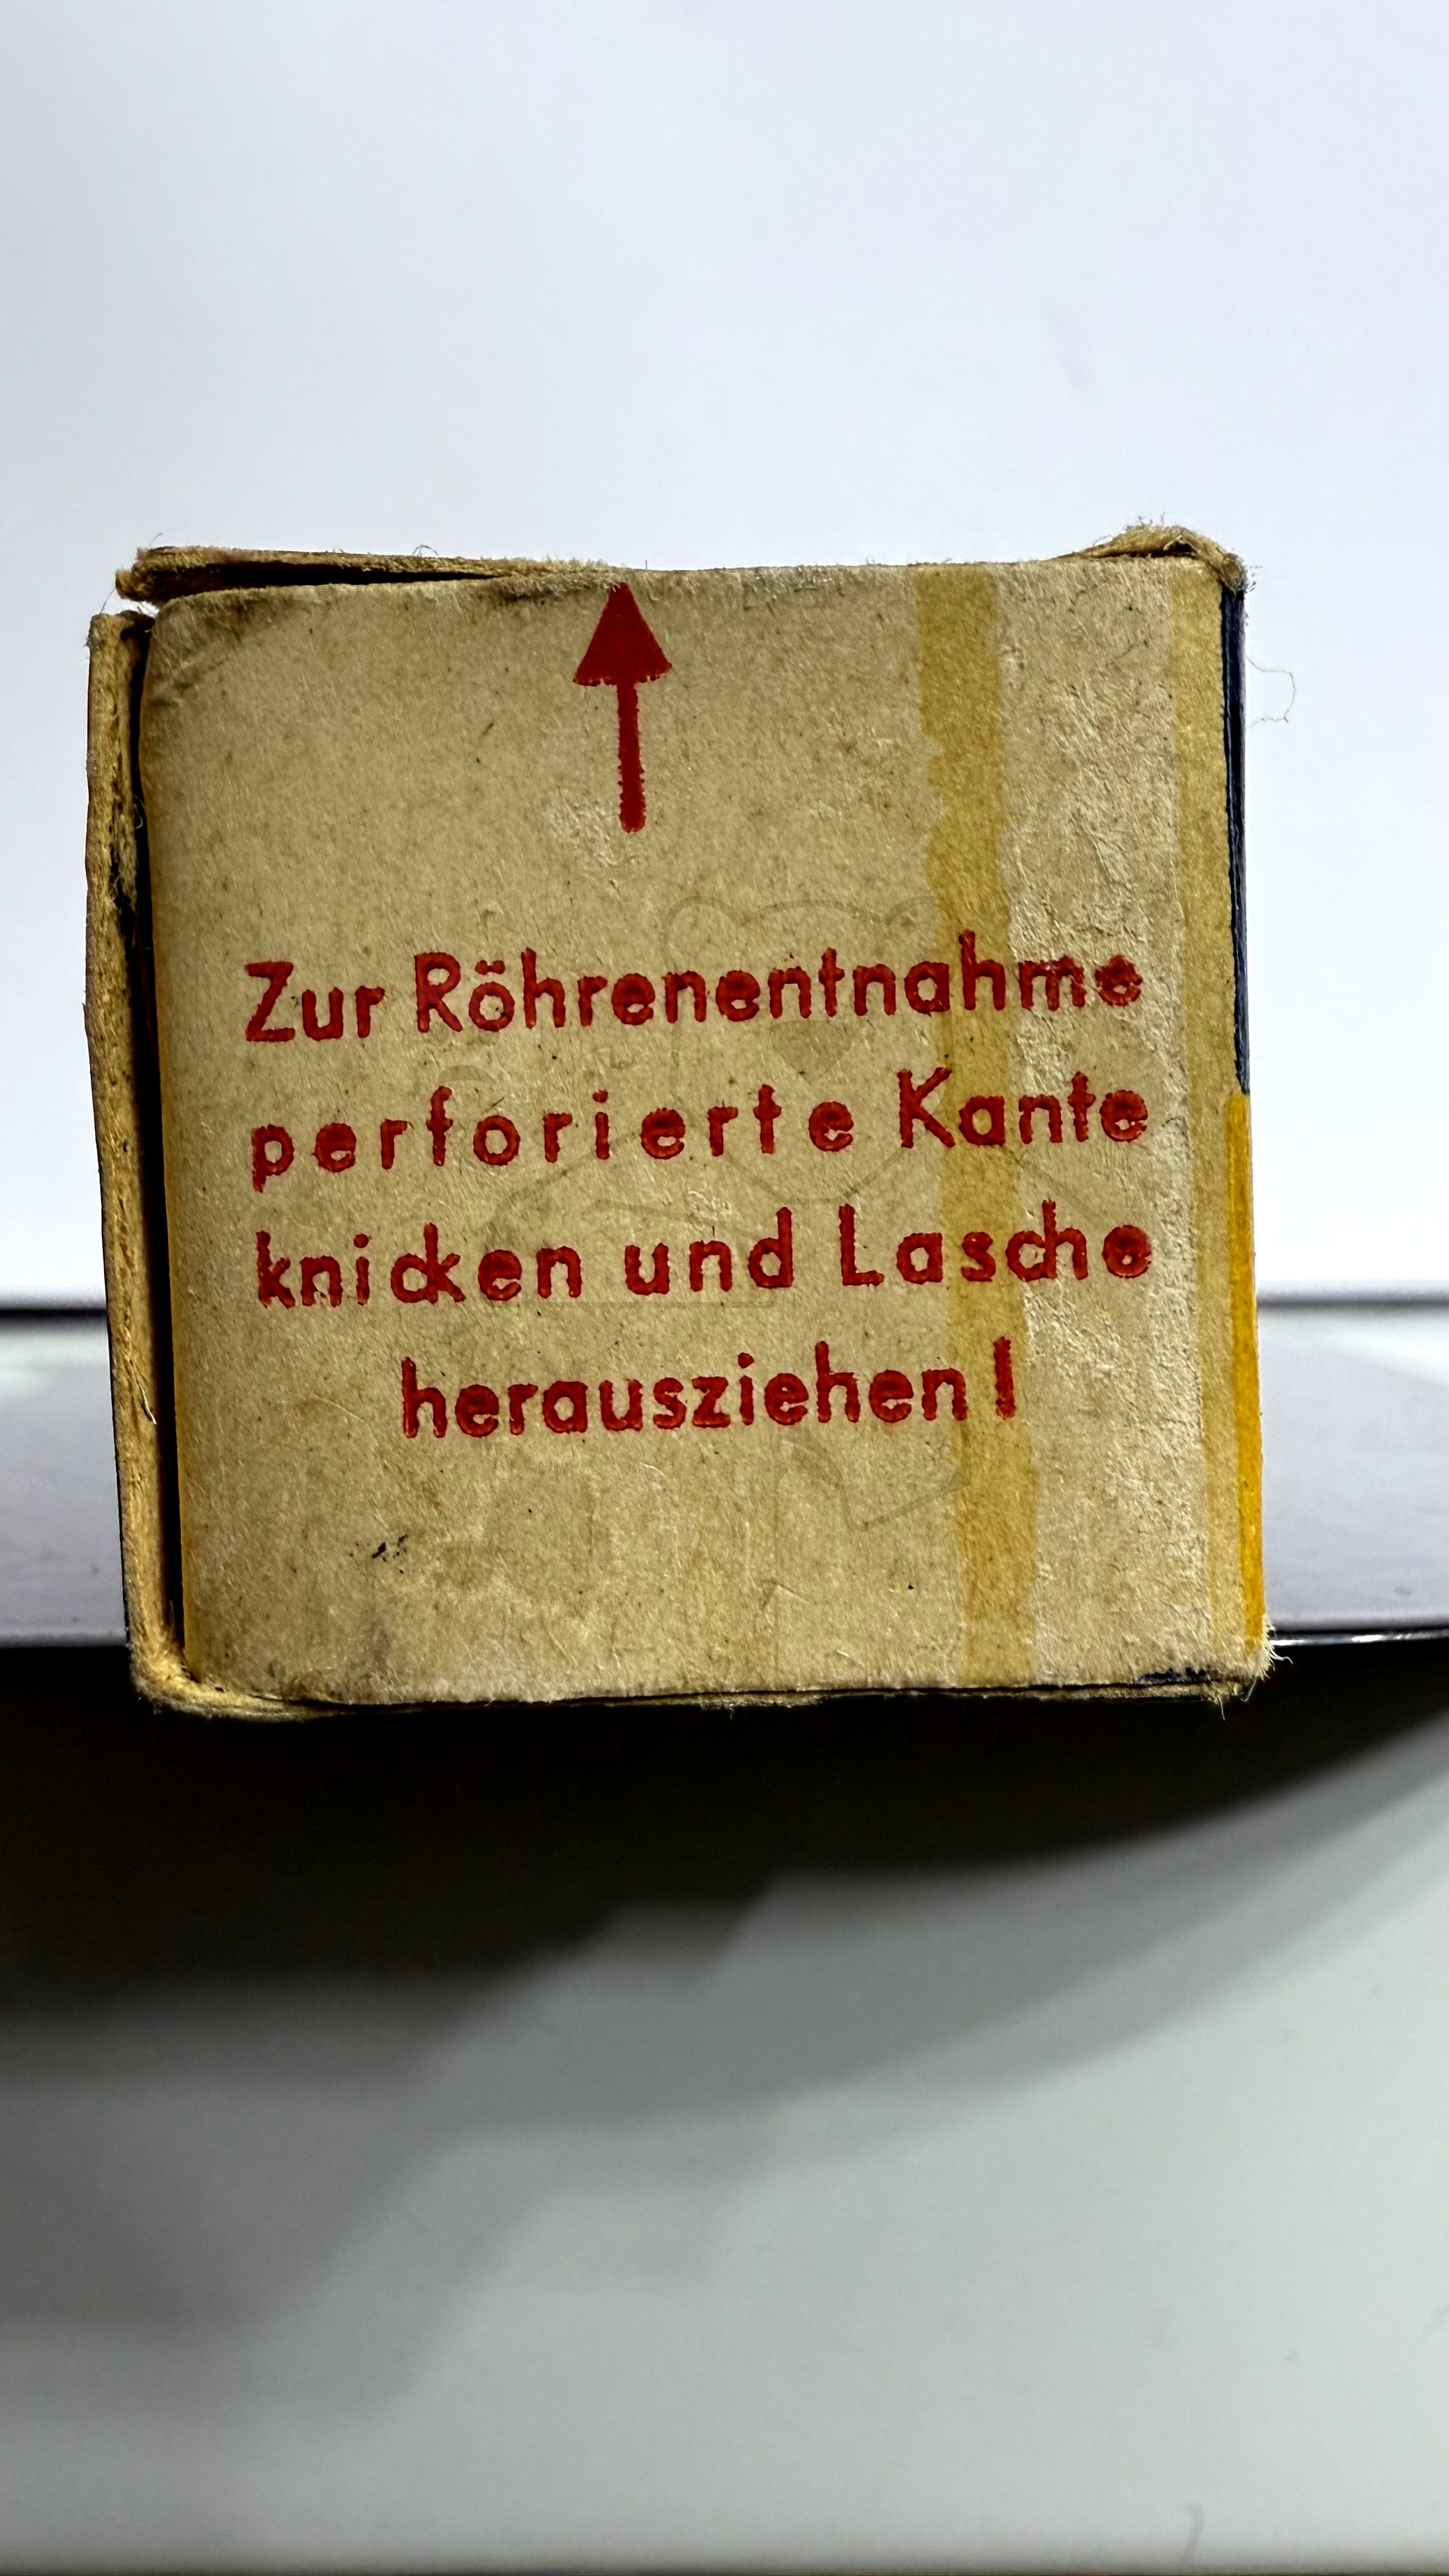 Zur Röhrenentnahme
perforierte Kante
knicken und Lasche
herausziehen!